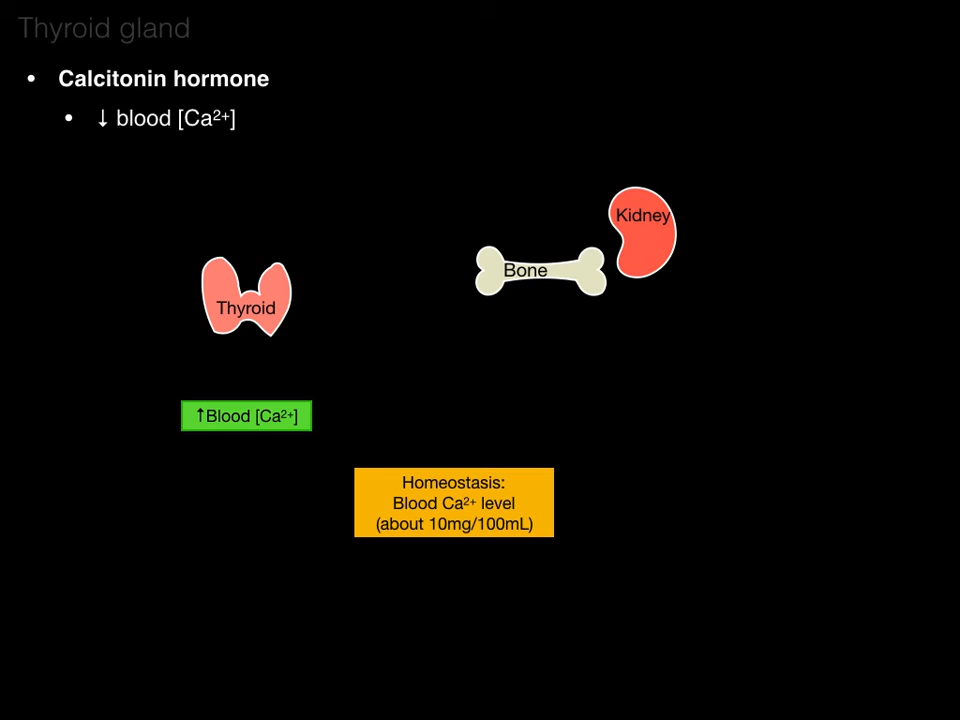 Thyroid gland
• Calcitonin hormone
• ↓ blood [Ca²⁺]
Kidney
Bone
Thyroid
↑Blood [Ca²⁺]
Homeostasis:
Blood Ca²⁺ level
(about 10mg/100mL)